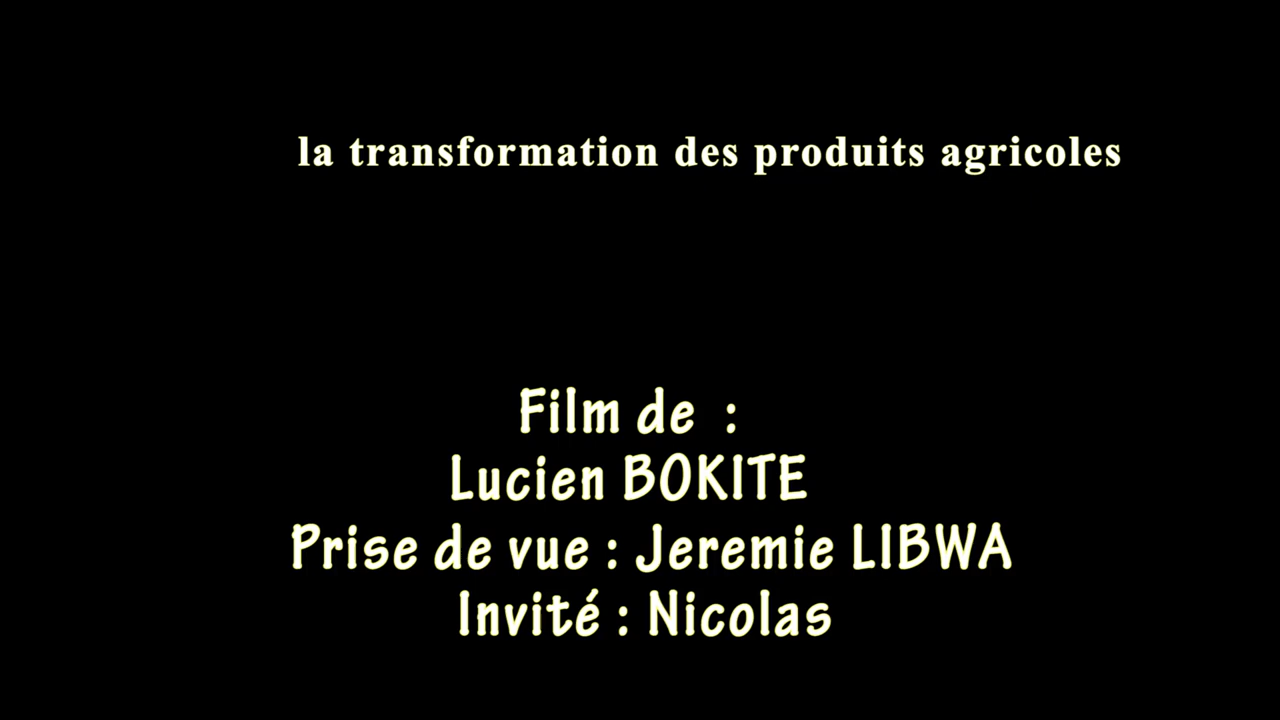 la transformation des produits agricoles
Film de :
Lucien BOKITE
Prise de vue : Jeremie LIBWA
Invité : Nicolas